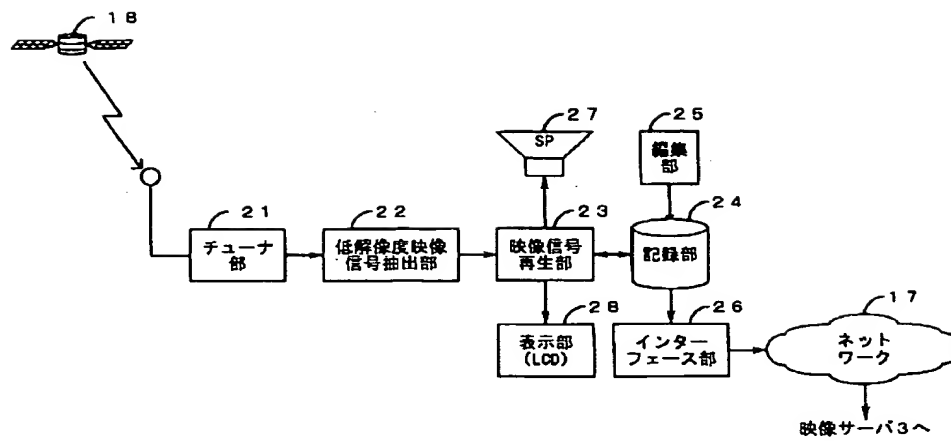 18
27
SP
25
編集
部
24
記録部
21
チューナ
部
22
低解像度映像
信号抽出部
23
映像信号
再生部
28
表示部
(LCD)
26
インター
フェース部
17
ネット
ワーク
映像サーバ3へ